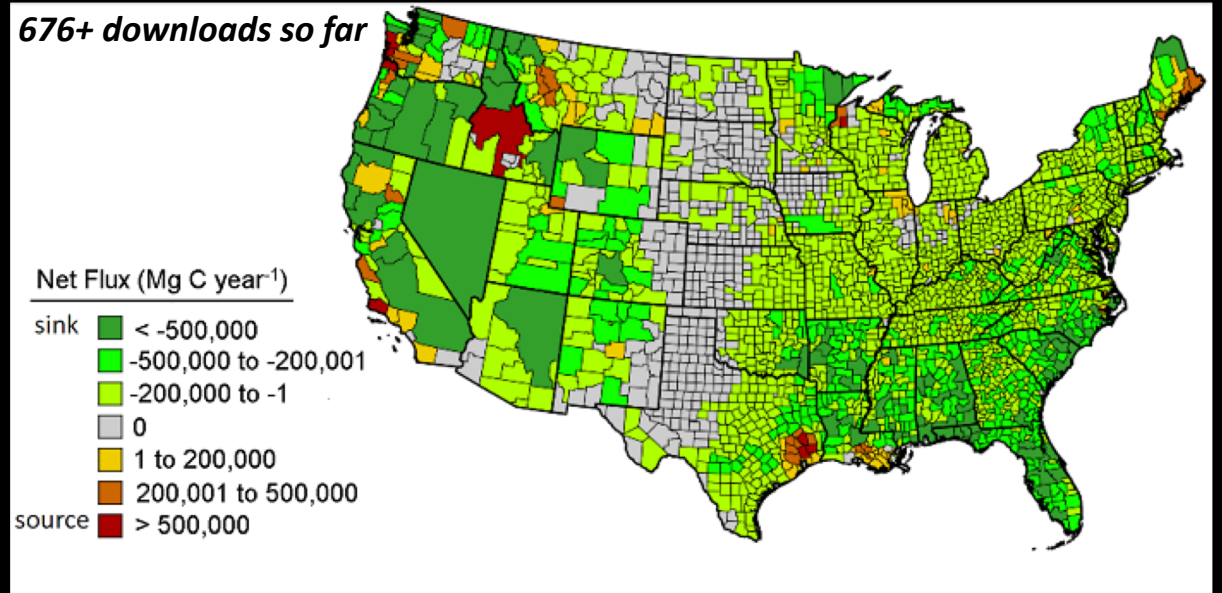 676+ downloads so far
Net Flux (Mg C year⁻¹)
sink < -500,000
-500,000 to -200,001
-200,000 to -1
0
1 to 200,000
200,001 to 500,000
source > 500,000